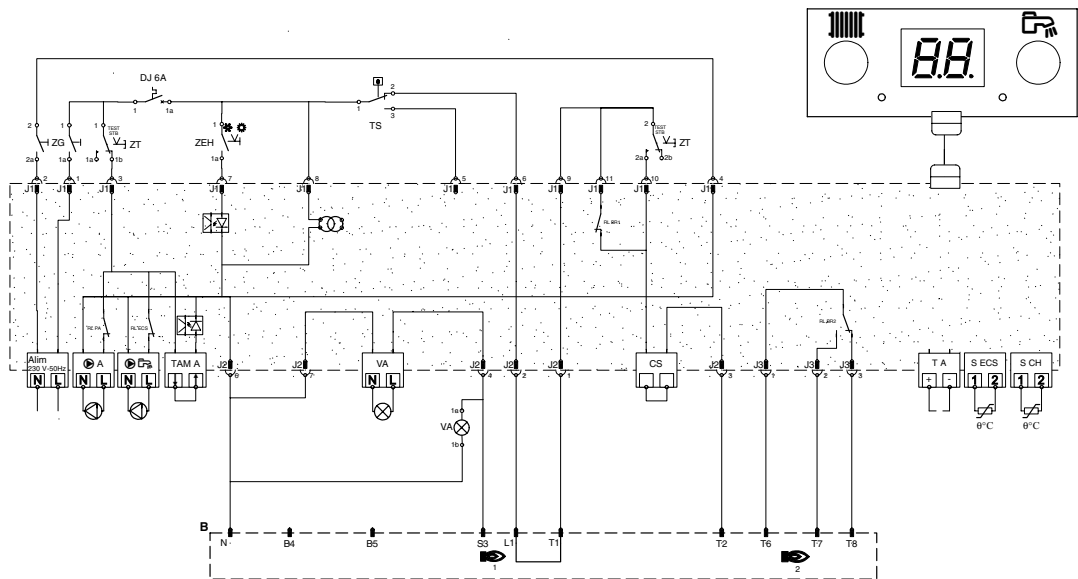 88
DJ 6A
1 1a
2
1 TS
3
2 1 1 TEST STB
ZG ZT
2a 1a 1a 1b
1
ZEH
1a
2 TEST STB
ZT
2a 2b
2 1 3 7 8 5 6 9 11 10 4
J1 J1 J1 J1 J1 J1 J1 J1 J1 J1 J1
RL BR1
RL PA RL ECS
RL BR2
Alim 230 V-50Hz
N L
A
N L
N L
TAM A
J2 J2
9 7
VA
N L
J2 J2 J2
4 2 1
CS
J2 J3 J3 J3
3 1 2 3
T A
+ -
S ECS
1 2
S CH
1 2
θ°C θ°C
1a
VA
1b
B
N B4 B5 S3 L1 T1 T2 T6 T7 T8
1 2